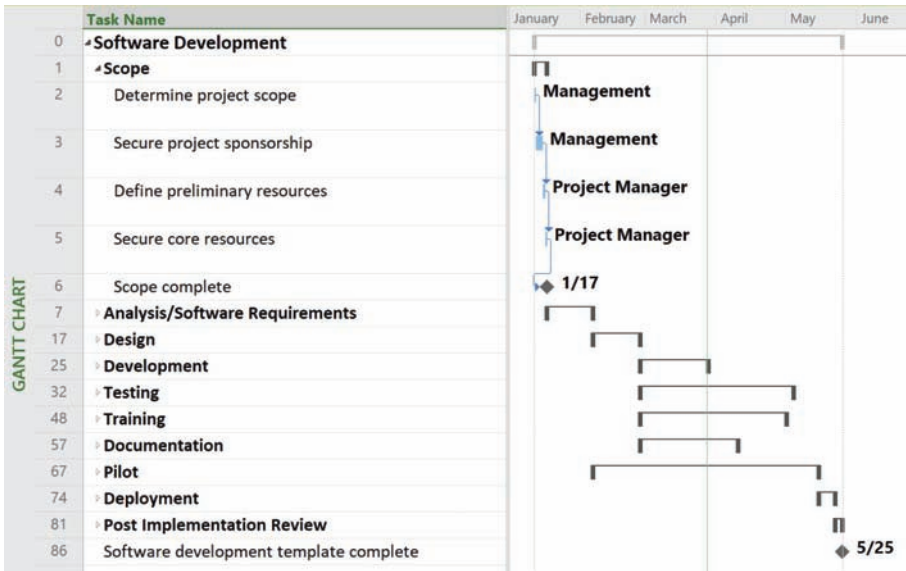 Task Name January February March April May June
0 Software Development
1 Scope
2 Determine project scope Management
3 Secure project sponsorship Management
4 Define preliminary resources Project Manager
5 Secure core resources Project Manager
6 Scope complete 1/17
7 Analysis/Software Requirements
17 Design
25 Development
32 Testing
48 Training
57 Documentation
67 Pilot
74 Deployment
81 Post Implementation Review
86 Software development template complete 5/25
GANTT CHART